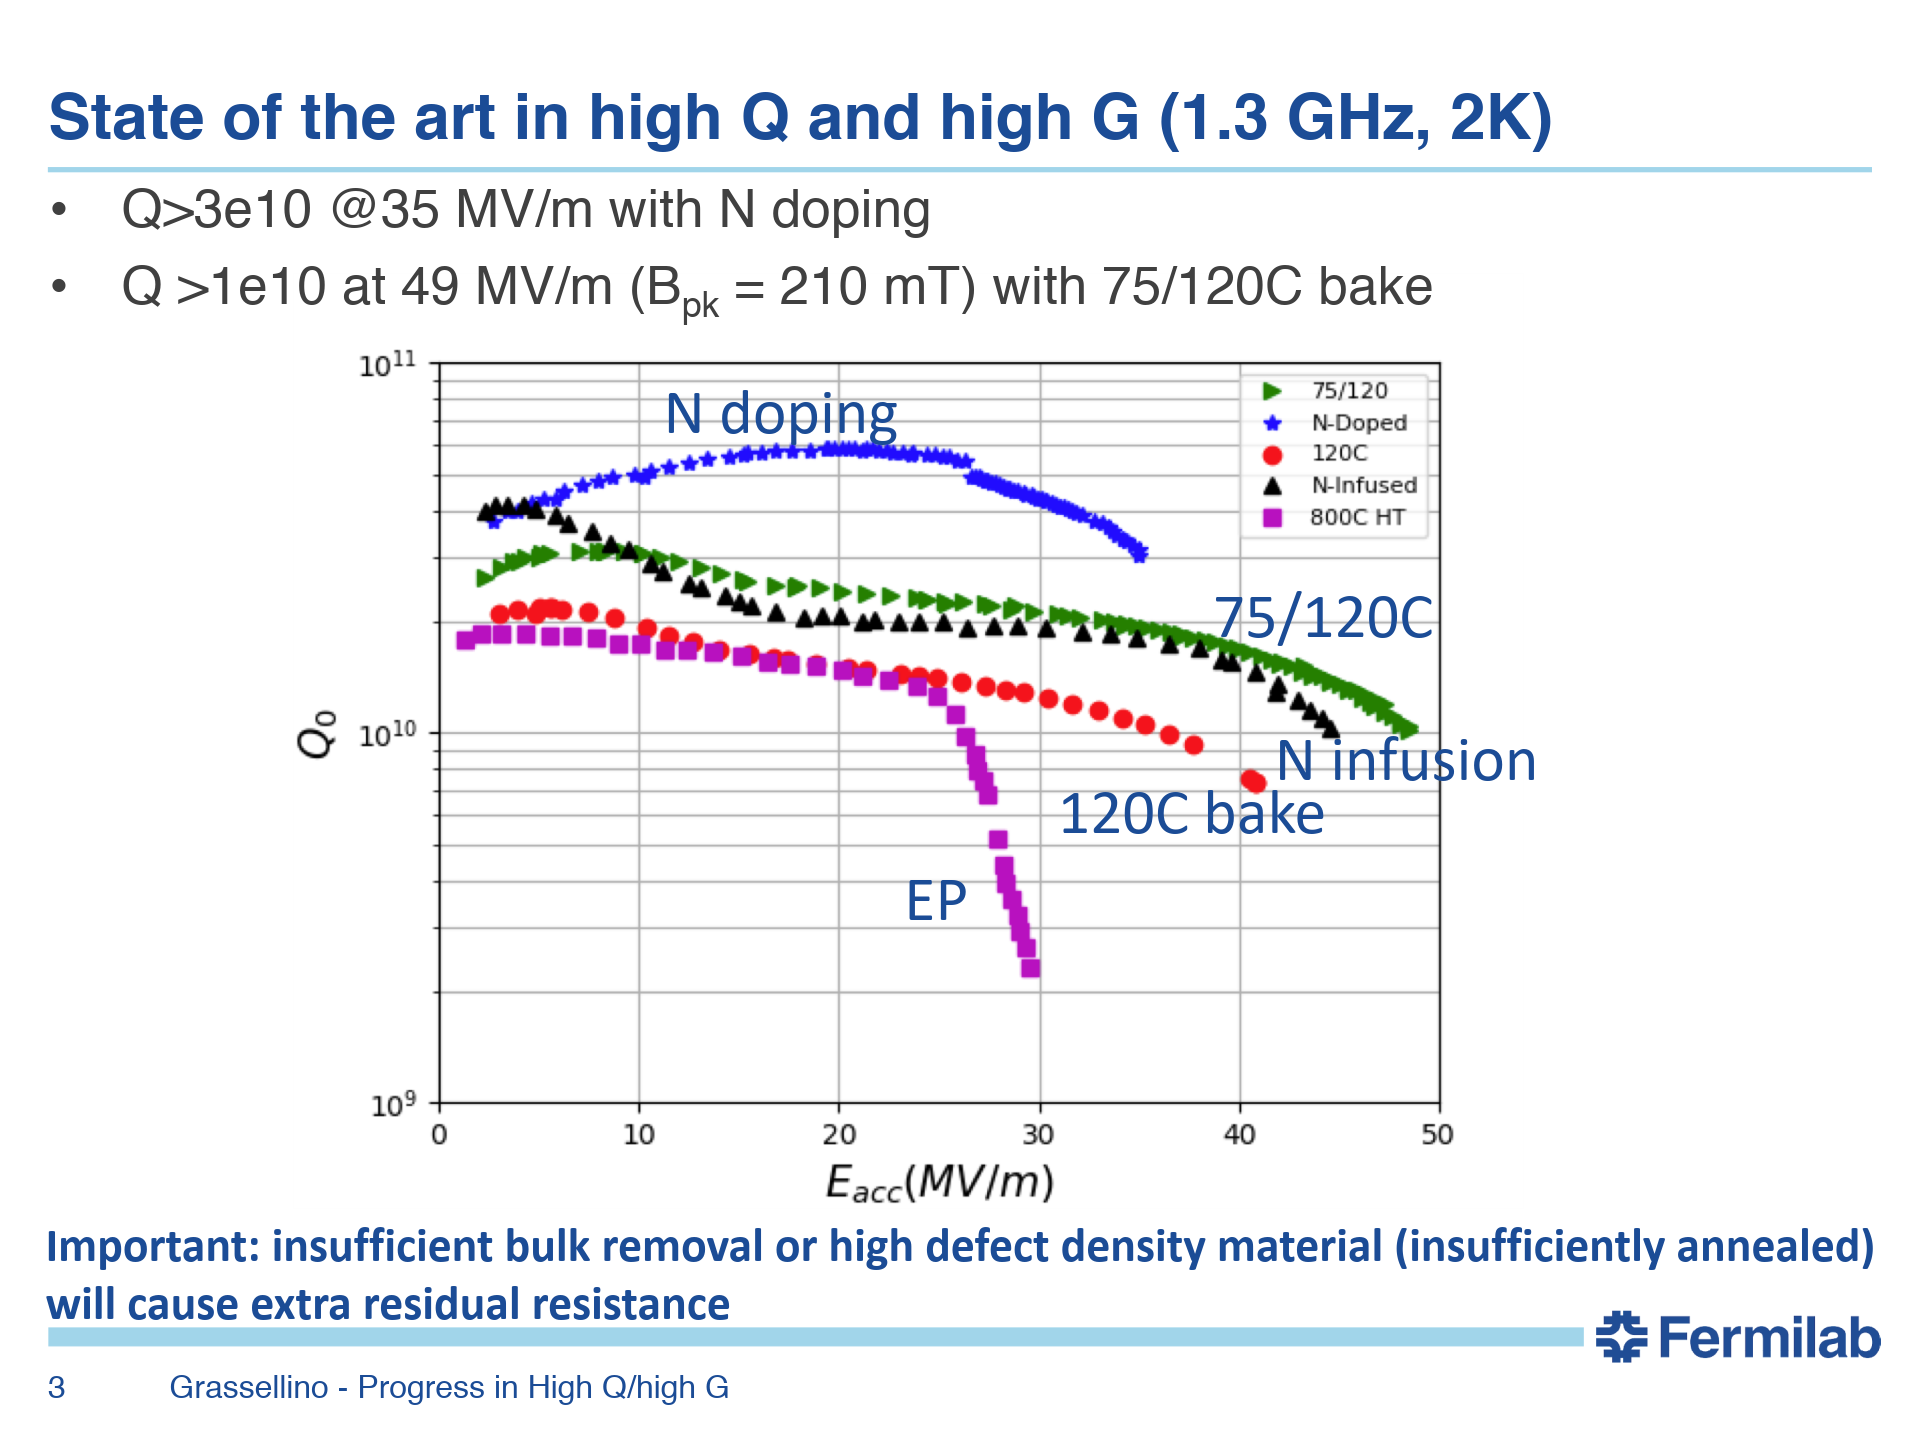 State of the art in high Q and high G (1.3 GHz, 2K)
• Q>3e10 @35 MV/m with N doping
• Q >1e10 at 49 MV/m (Bpk = 210 mT) with 75/120C bake
10¹¹
N doping
75/120
N-Doped
120C
N-Infused
800C HT
75/120C
Q₀
10¹⁰
N infusion
120C bake
EP
10⁹
0 10 20 30 40 50
Eacc(MV/m)
Important: insufficient bulk removal or high defect density material (insufficiently annealed)
will cause extra residual resistance
Fermilab
3 Grassellino - Progress in High Q/high G